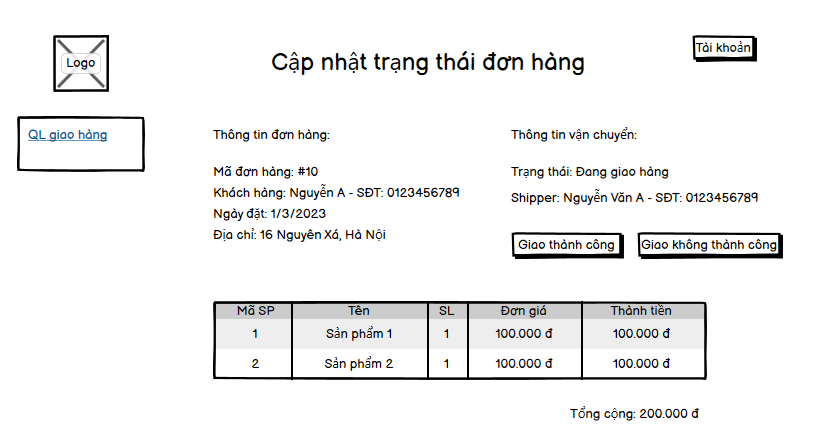 Logo
Cập nhật trạng thái đơn hàng
Tài khoản
QL giao hàng
Thông tin đơn hàng:
Mã đơn hàng: #10
Khách hàng: Nguyễn A - SĐT: 0123456789
Ngày đặt: 1/3/2023
Địa chỉ: 16 Nguyên Xá, Hà Nội
Thông tin vận chuyển:
Trạng thái: Đang giao hàng
Shipper: Nguyễn Văn A - SĐT: 0123456789
Giao thành công
Giao không thành công
Mã SP Tên SL Đơn giá Thành tiền
1 Sản phẩm 1 1 100.000 đ 100.000 đ
2 Sản phẩm 2 1 100.000 đ 100.000 đ
Tổng cộng: 200.000 đ